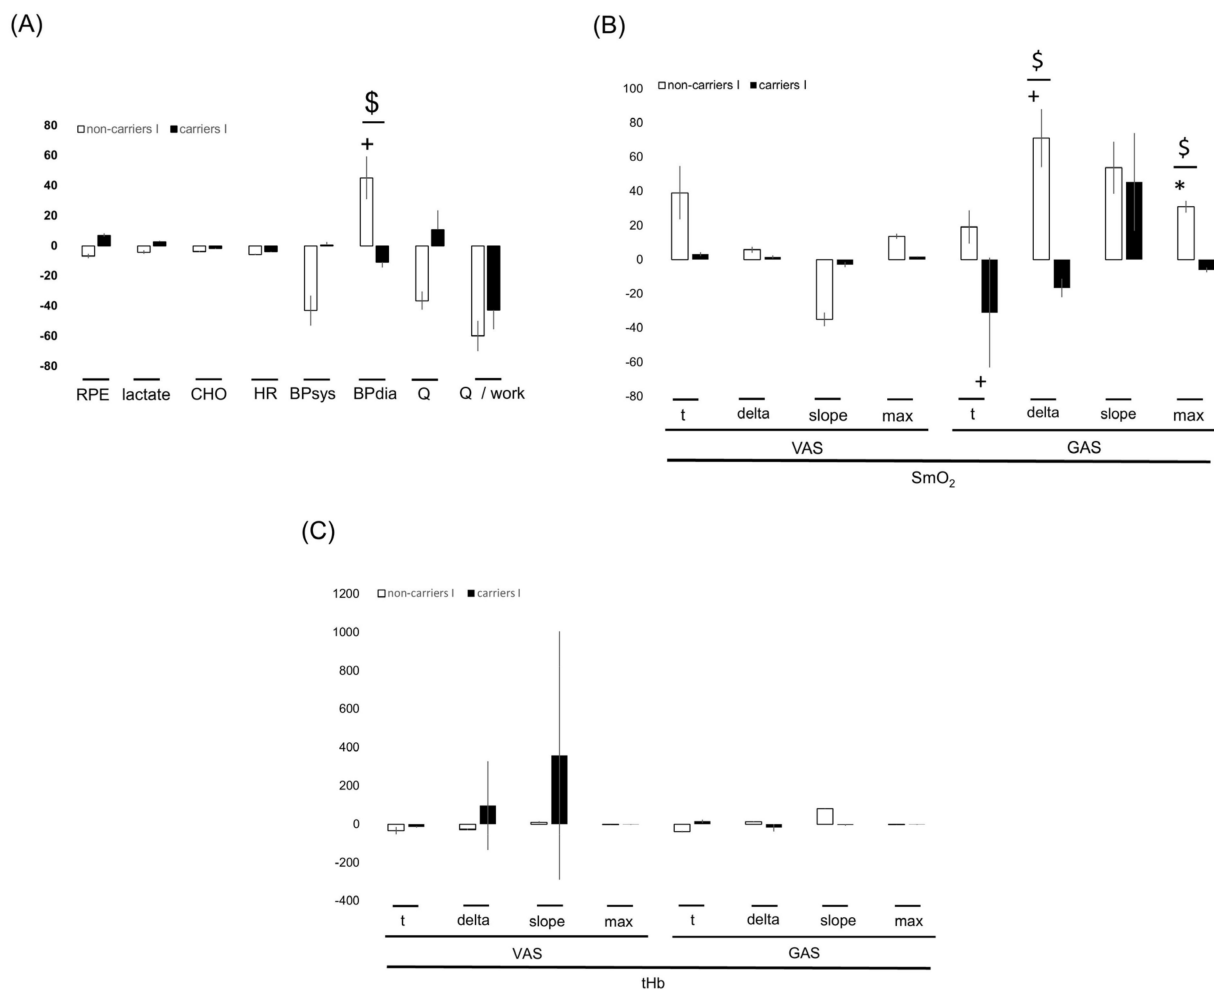 (A)
non-carriers I carriers I
$
+
80
60
40
20
0
-20
-40
-60
-80
RPE lactate CHO HR BPsys BPdia Q Q / work
(B)
non-carriers I carriers I
$
+
$
*
+
100
80
60
40
20
0
-20
-40
-60
-80
t delta slope max t delta slope max
VAS GAS
SmO₂
(C)
non-carriers I carriers I
1200
1000
800
600
400
200
0
-200
-400
t delta slope max t delta slope max
VAS GAS
tHb